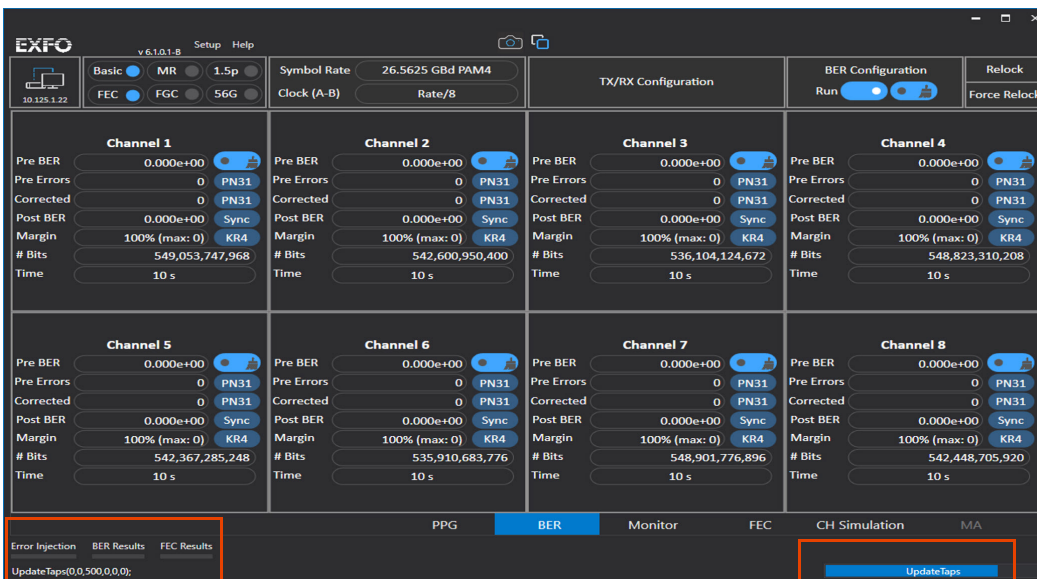 EXFO v 6.1.0.1-B Setup Help
Basic MR 1.5p
FEC FGC 56G
10.125.1.22
Symbol Rate 26.5625 GBd PAM4
Clock (A-B) Rate/8
TX/RX Configuration
BER Configuration
Run
Relock
Force Relock
Channel 1
Pre BER 0.000e+00
Pre Errors 0 PN31
Corrected 0 PN31
Post BER 0.000e+00 Sync
Margin 100% (max: 0) KR4
# Bits 549,053,747,968
Time 10 s
Channel 2
Pre BER 0.000e+00
Pre Errors 0 PN31
Corrected 0 PN31
Post BER 0.000e+00 Sync
Margin 100% (max: 0) KR4
# Bits 542,600,950,400
Time 10 s
Channel 3
Pre BER 0.000e+00
Pre Errors 0 PN31
Corrected 0 PN31
Post BER 0.000e+00 Sync
Margin 100% (max: 0) KR4
# Bits 536,104,124,672
Time 10 s
Channel 4
Pre BER 0.000e+00
Pre Errors 0 PN31
Corrected 0 PN31
Post BER 0.000e+00 Sync
Margin 100% (max: 0) KR4
# Bits 548,823,310,208
Time 10 s
Channel 5
Pre BER 0.000e+00
Pre Errors 0 PN31
Corrected 0 PN31
Post BER 0.000e+00 Sync
Margin 100% (max: 0) KR4
# Bits 542,367,285,248
Time 10 s
Channel 6
Pre BER 0.000e+00
Pre Errors 0 PN31
Corrected 0 PN31
Post BER 0.000e+00 Sync
Margin 100% (max: 0) KR4
# Bits 535,910,683,776
Time 10 s
Channel 7
Pre BER 0.000e+00
Pre Errors 0 PN31
Corrected 0 PN31
Post BER 0.000e+00 Sync
Margin 100% (max: 0) KR4
# Bits 548,901,776,896
Time 10 s
Channel 8
Pre BER 0.000e+00
Pre Errors 0 PN31
Corrected 0 PN31
Post BER 0.000e+00 Sync
Margin 100% (max: 0) KR4
# Bits 542,448,705,920
Time 10 s
PPG BER Monitor FEC CH Simulation MA
Error Injection BER Results FEC Results
UpdateTaps(0,0,500,0,0,0); UpdateTaps